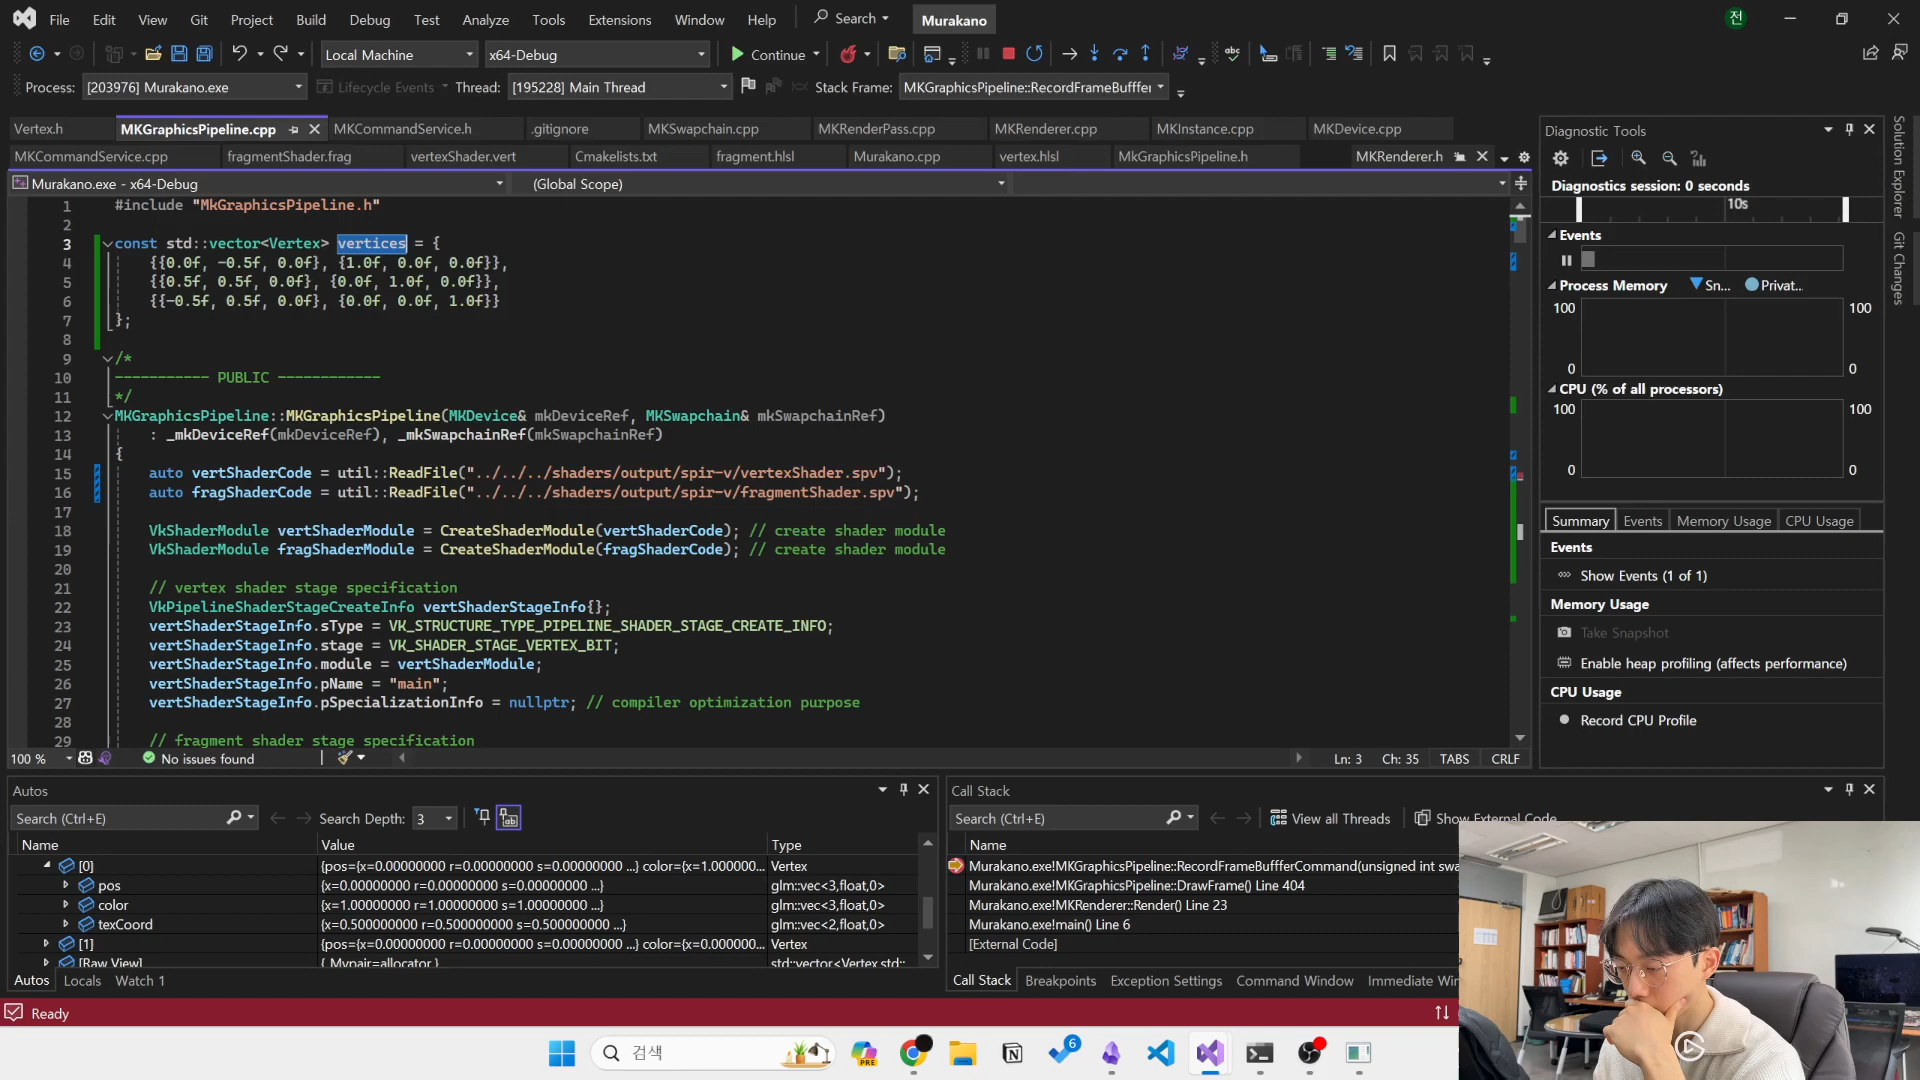 File Edit View Git Project Build Debug Test Analyze Tools Extensions Window Help Search Murakano 전
Local Machine x64-Debug Continue
Process: [203976] Murakano.exe Lifecycle Events Thread: [195228] Main Thread Stack Frame: MKGraphicsPipeline::RecordFrameBufffer
Vertex.h MKGraphicsPipeline.cpp MKCommandService.h .gitignore MKSwapchain.cpp MKRenderPass.cpp MKRenderer.cpp MKInstance.cpp MKDevice.cpp
MKCommandService.cpp fragmentShader.frag vertexShader.vert Cmakelists.txt fragment.hlsl Murakano.cpp vertex.hlsl MkGraphicsPipeline.h MKRenderer.h
Murakano.exe - x64-Debug (Global Scope)
1 #include "MkGraphicsPipeline.h"
2
3 const std::vector<Vertex> vertices = {
4 {{0.0f, -0.5f, 0.0f}, {1.0f, 0.0f, 0.0f}},
5 {{0.5f, 0.5f, 0.0f}, {0.0f, 1.0f, 0.0f}},
6 {{-0.5f, 0.5f, 0.0f}, {0.0f, 0.0f, 1.0f}}
7 };
8
9 /*
10 ----------- PUBLIC ------------
11 */
12 MKGraphicsPipeline::MKGraphicsPipeline(MKDevice& mkDeviceRef, MKSwapchain& mkSwapchainRef)
13 : _mkDeviceRef(mkDeviceRef), _mkSwapchainRef(mkSwapchainRef)
14 {
15 auto vertShaderCode = util::ReadFile("../../../shaders/output/spir-v/vertexShader.spv");
16 auto fragShaderCode = util::ReadFile("../../../shaders/output/spir-v/fragmentShader.spv");
17
18 VkShaderModule vertShaderModule = CreateShaderModule(vertShaderCode); // create shader module
19 VkShaderModule fragShaderModule = CreateShaderModule(fragShaderCode); // create shader module
20
21 // vertex shader stage specification
22 VkPipelineShaderStageCreateInfo vertShaderStageInfo{};
23 vertShaderStageInfo.sType = VK_STRUCTURE_TYPE_PIPELINE_SHADER_STAGE_CREATE_INFO;
24 vertShaderStageInfo.stage = VK_SHADER_STAGE_VERTEX_BIT;
25 vertShaderStageInfo.module = vertShaderModule;
26 vertShaderStageInfo.pName = "main";
27 vertShaderStageInfo.pSpecializationInfo = nullptr; // compiler optimization purpose
28
29 // fragment shader stage specification
100 % No issues found Ln: 3 Ch: 35 TABS CRLF
Diagnostic Tools
Diagnostics session: 0 seconds
10s
Events
Process Memory Sn... Privat...
100 100
0 0
CPU (% of all processors)
100 100
0 0
Summary Events Memory Usage CPU Usage
Events
Show Events (1 of 1)
Memory Usage
Take Snapshot
Enable heap profiling (affects performance)
CPU Usage
Record CPU Profile
Solution Explorer
Git Changes
Autos
Search (Ctrl+E) Search Depth: 3
Name Value Type
[0] {pos={x=0.00000000 r=0.00000000 s=0.00000000 ...} color={x=1.000000... Vertex
pos {x=0.00000000 r=0.00000000 s=0.00000000 ...} glm::vec<3,float,0>
color {x=1.00000000 r=1.00000000 s=1.00000000 ...} glm::vec<3,float,0>
texCoord {x=0.500000000 r=0.500000000 s=0.500000000 ...} glm::vec<2,float,0>
[1] {pos={x=0.00000000 r=0.00000000 s=0.00000000 ...} color={x=0.000000... Vertex
[Raw View] {_Mypair=allocator } std::vector<Vertex,std::
Autos Locals Watch 1
Call Stack
Search (Ctrl+E) View all Threads Show External Code
Name
Murakano.exe!MKGraphicsPipeline::RecordFrameBuffferCommand(unsigned int swa
Murakano.exe!MKGraphicsPipeline::DrawFrame() Line 404
Murakano.exe!MKRenderer::Render() Line 23
Murakano.exe!main() Line 6
[External Code]
Call Stack Breakpoints Exception Settings Command Window Immediate Win
Ready
검색 PRE 6